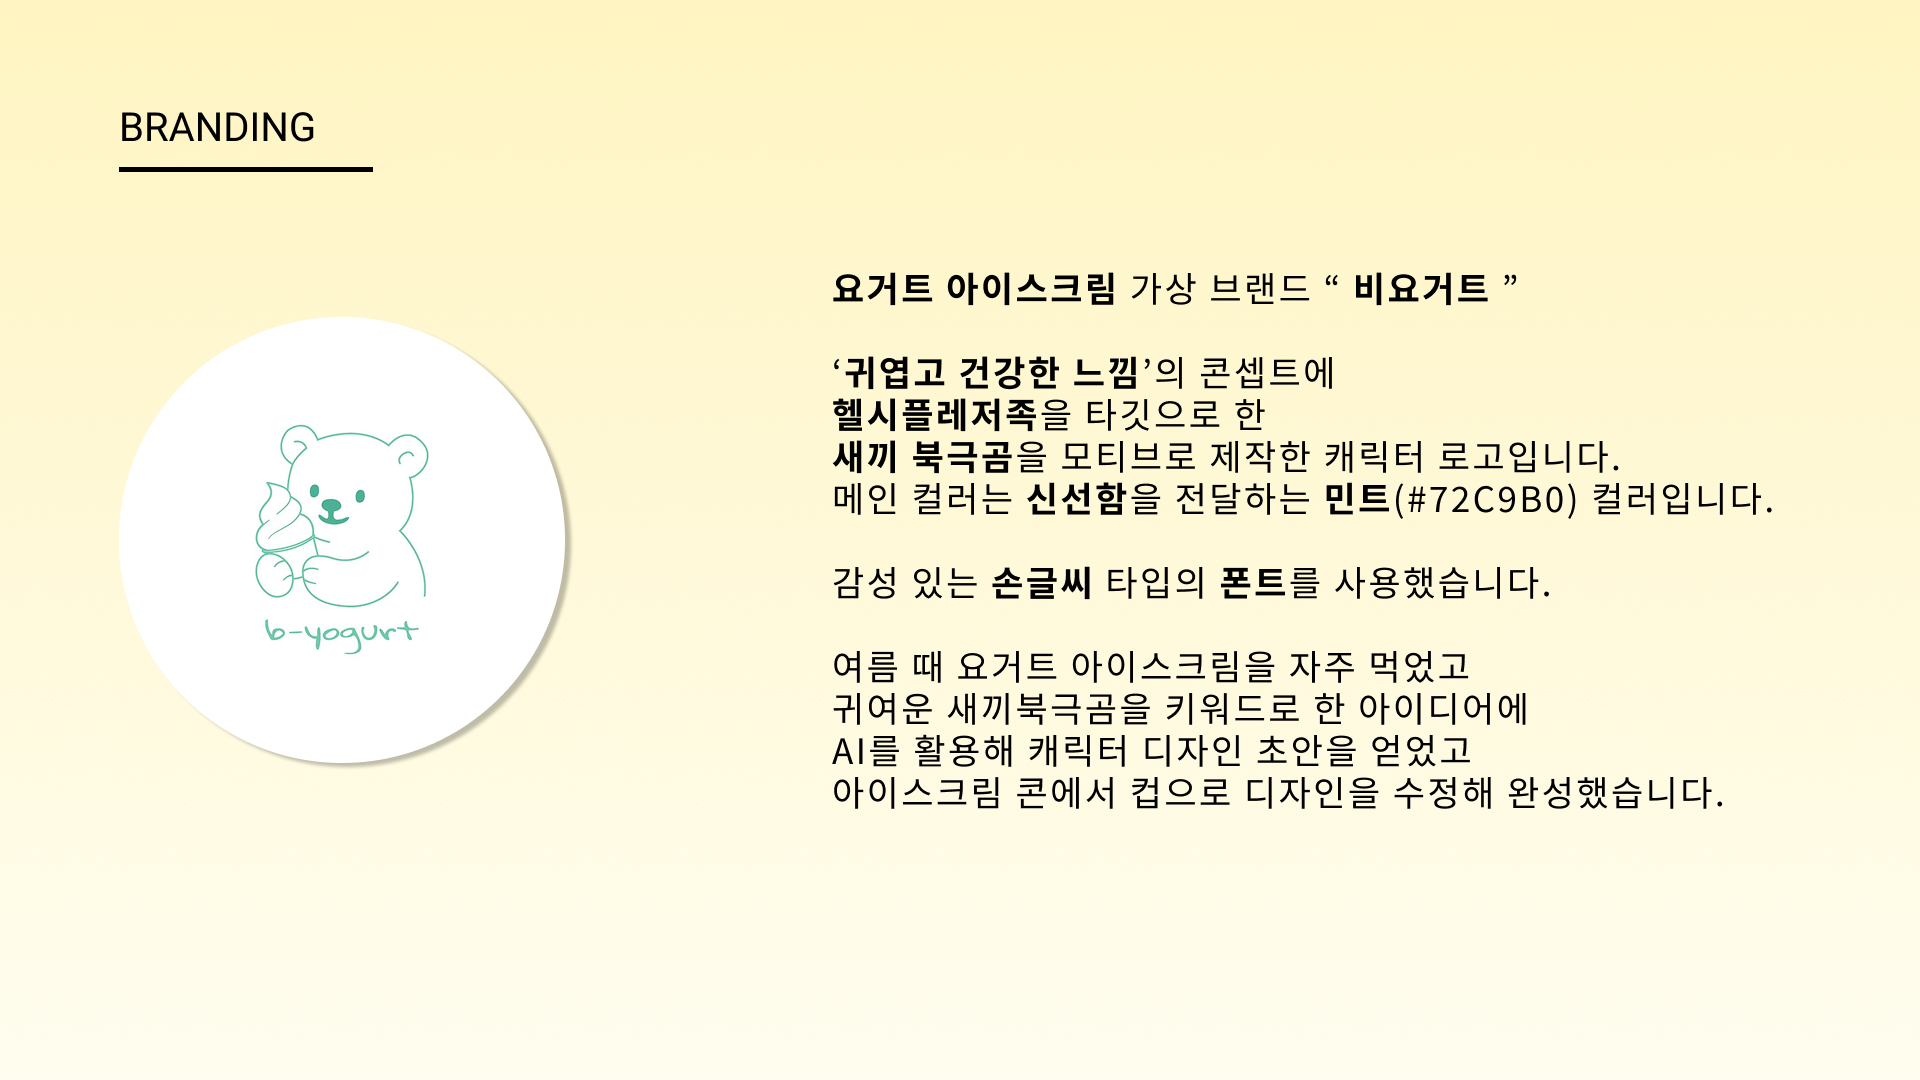 BRANDING
요거트 아이스크림 가상 브랜드 “ 비요거트 ”
‘귀엽고 건강한 느낌’의 콘셉트에
헬시플레저족을 타깃으로 한
새끼 북극곰을 모티브로 제작한 캐릭터 로고입니다.
메인 컬러는 신선함을 전달하는 민트(#72C9B0) 컬러입니다.
감성 있는 손글씨 타입의 폰트를 사용했습니다.
여름 때 요거트 아이스크림을 자주 먹었고
귀여운 새끼북극곰을 키워드로 한 아이디어에
AI를 활용해 캐릭터 디자인 초안을 얻었고
아이스크림 콘에서 컵으로 디자인을 수정해 완성했습니다.
b-yogurt